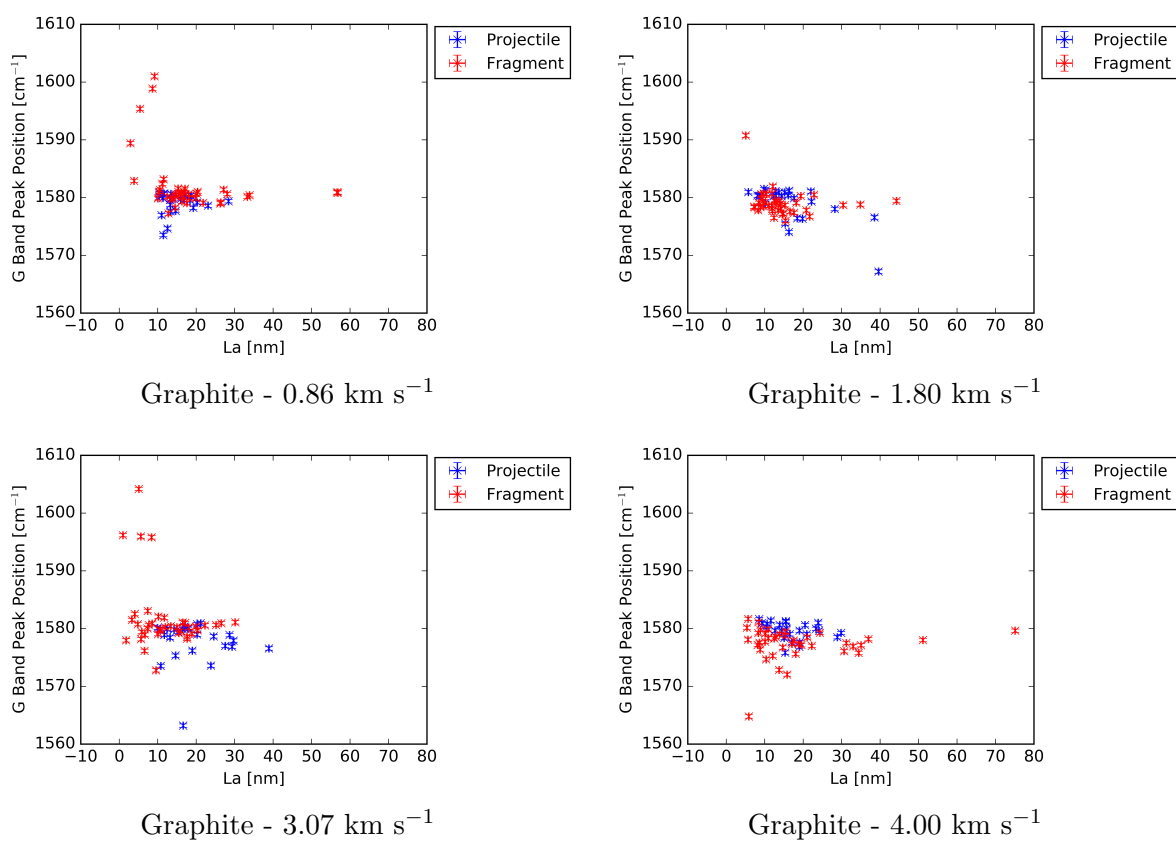 1610
1600
1590
1580
1570
1560
G Band Peak Position [cm⁻¹]
−10 0 10 20 30 40 50 60 70 80
La [nm]
Projectile
Fragment
Graphite - 0.86 km s⁻¹
1610
1600
1590
1580
1570
1560
G Band Peak Position [cm⁻¹]
−10 0 10 20 30 40 50 60 70 80
La [nm]
Projectile
Fragment
Graphite - 1.80 km s⁻¹
1610
1600
1590
1580
1570
1560
G Band Peak Position [cm⁻¹]
−10 0 10 20 30 40 50 60 70 80
La [nm]
Projectile
Fragment
Graphite - 3.07 km s⁻¹
1610
1600
1590
1580
1570
1560
G Band Peak Position [cm⁻¹]
−10 0 10 20 30 40 50 60 70 80
La [nm]
Projectile
Fragment
Graphite - 4.00 km s⁻¹